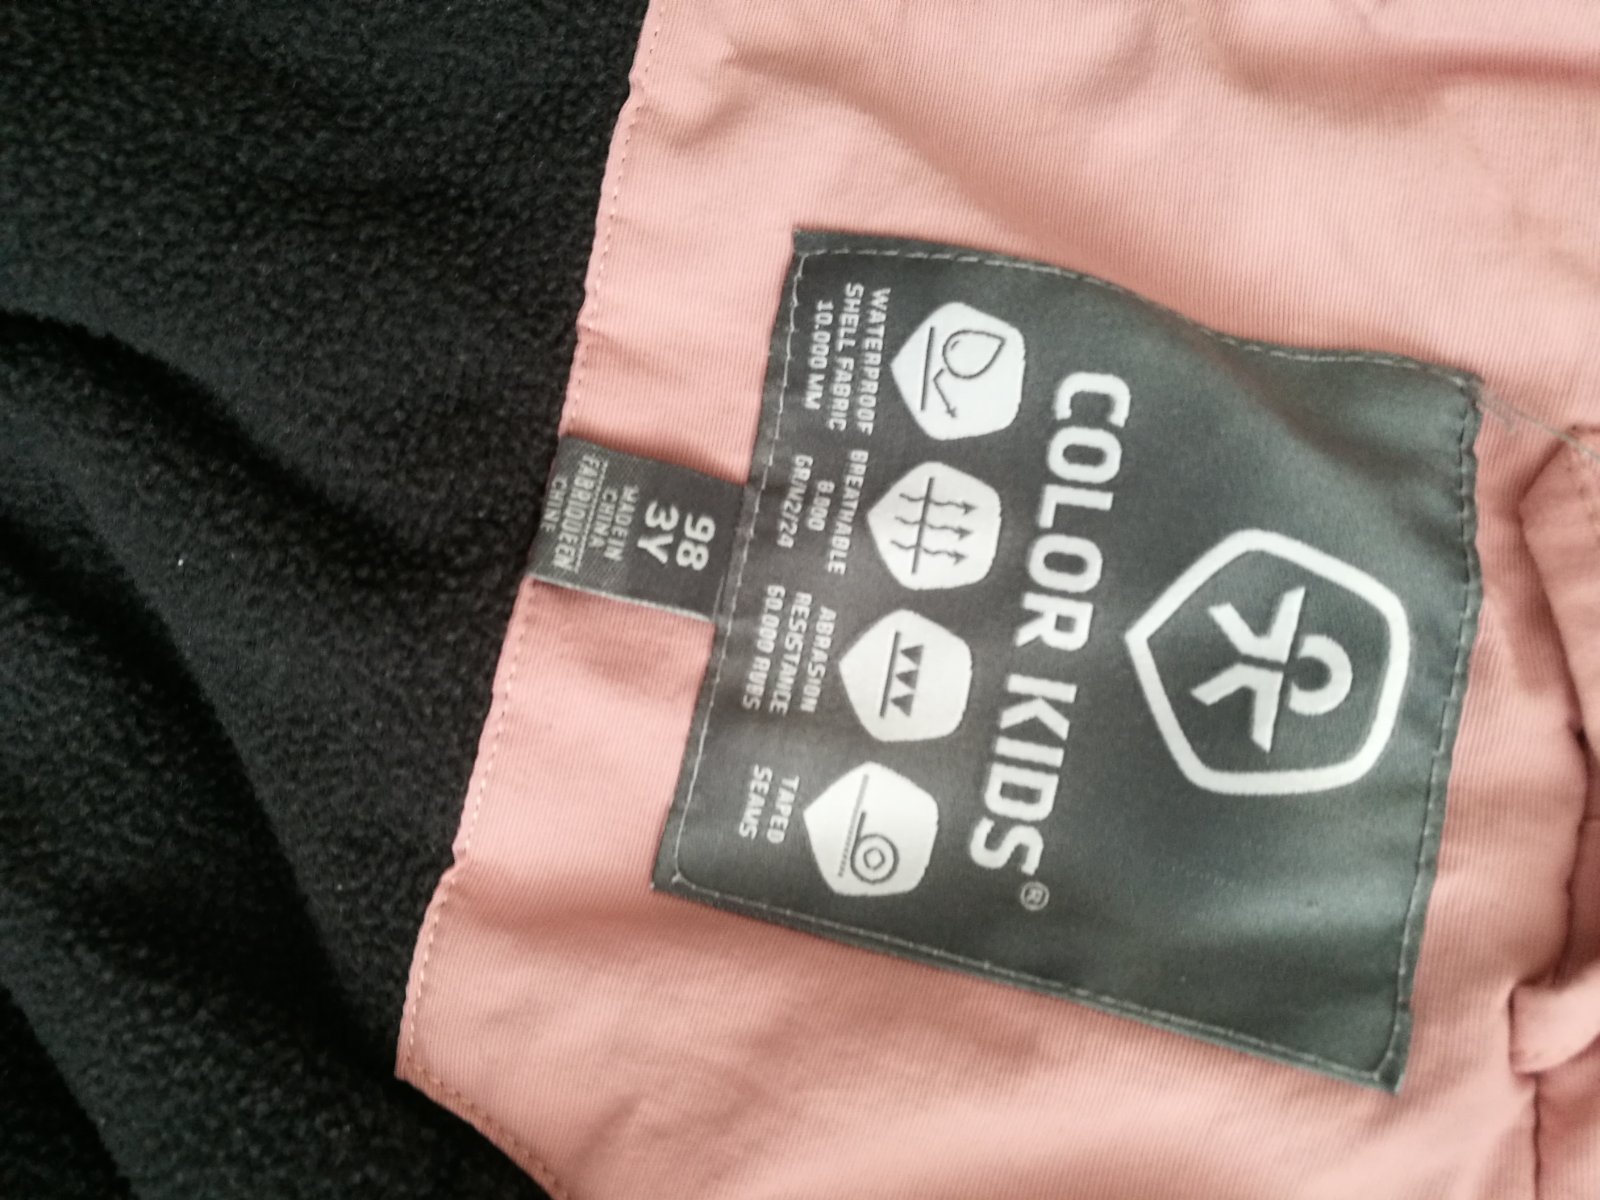 COLOR KIDS®
WATERPROOF
SHELL FABRIC
10.000 MM
BREATHABLE
8.000
GR/M2/24
ABRASION
RESISTANCE
60.000 RUBS
TAPED
SEAMS
98
3Y
MADE IN
CHINA
FABRIQUE EN
CHINE